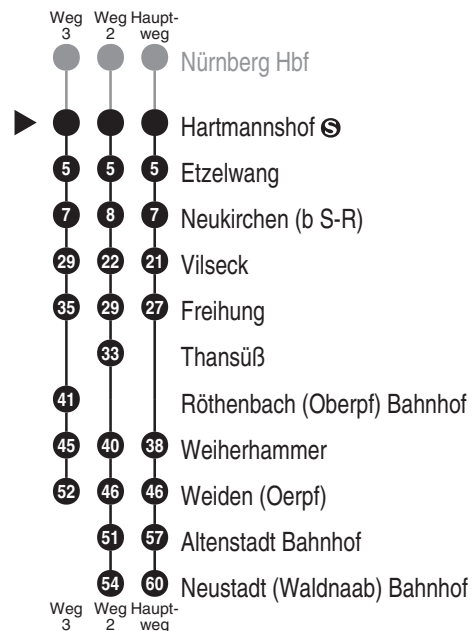 Weg Weg Haupt-
3 2 weg
Nürnberg Hbf
Hartmannshof S
5 5 5 Etzelwang
7 8 7 Neukirchen (b S-R)
29 22 21 Vilseck
35 29 27 Freihung
33 Thansüß
41 Röthenbach (Oberpf) Bahnhof
45 40 38 Weiherhammer
52 46 46 Weiden (Oerpf)
51 57 Altenstadt Bahnhof
54 60 Neustadt (Waldnaab) Bahnhof
Weg Weg Haupt-
3 2 weg